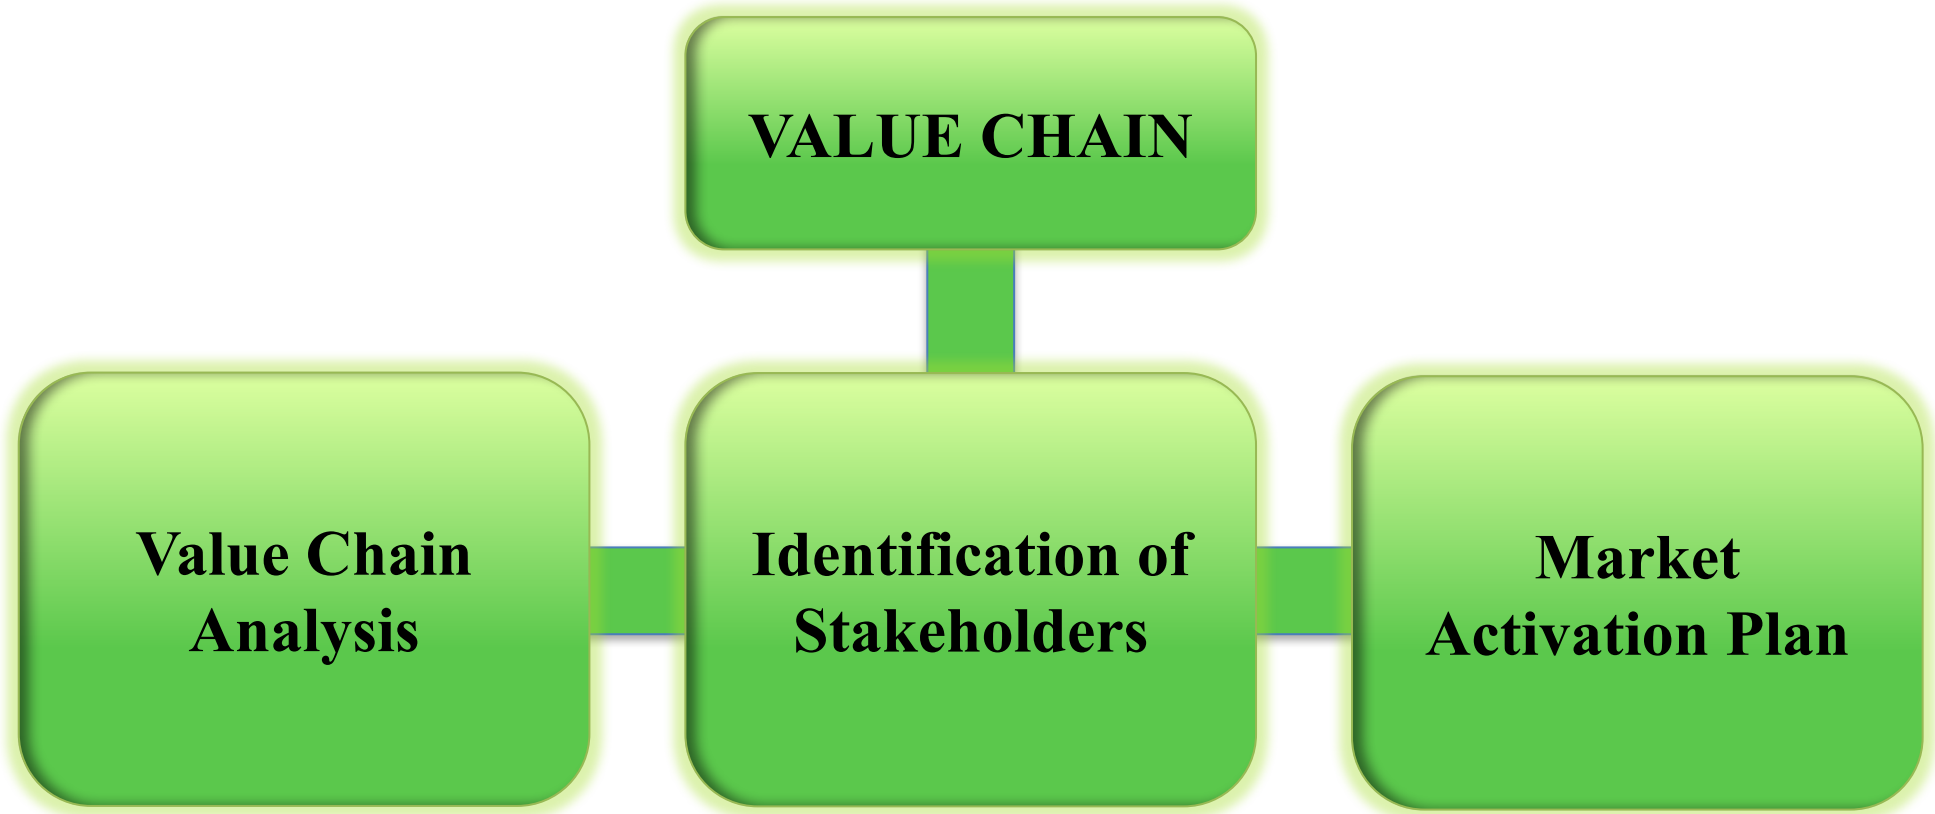 VALUE CHAIN
Value Chain
Analysis
Identification of
Stakeholders
Market
Activation Plan